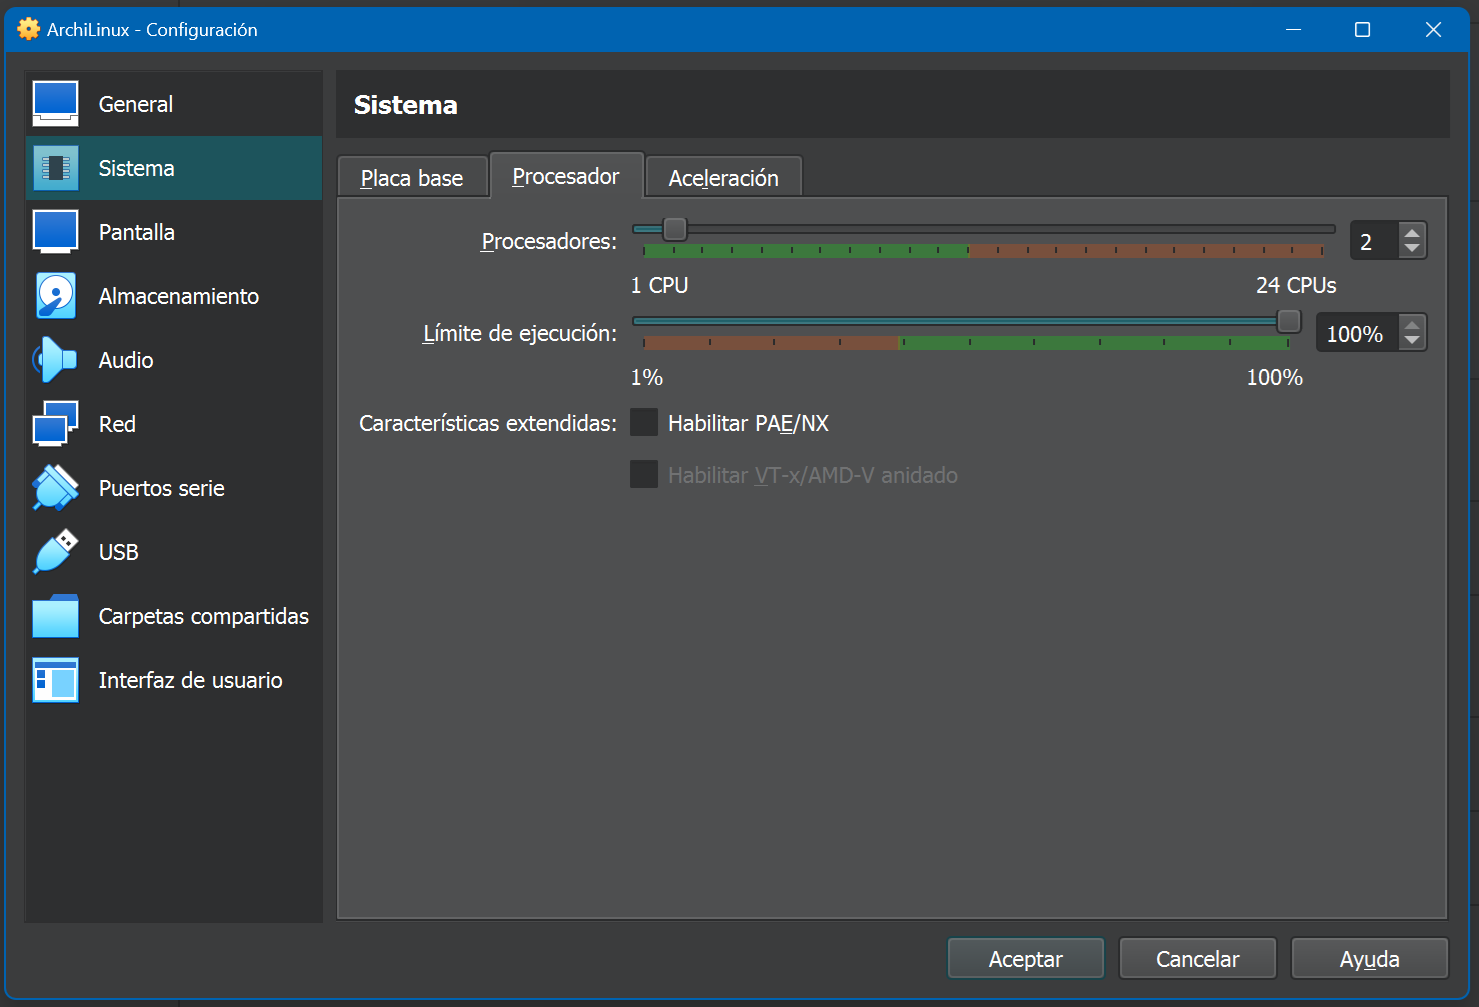 ArchiLinux - Configuración
General
Sistema
Pantalla
Almacenamiento
Audio
Red
Puertos serie
USB
Carpetas compartidas
Interfaz de usuario
Sistema
Placa base Procesador Aceleración
Procesadores: 2
1 CPU 24 CPUs
Límite de ejecución: 100%
1% 100%
Características extendidas: Habilitar PAE/NX
Habilitar VT-x/AMD-V anidado
Aceptar Cancelar Ayuda